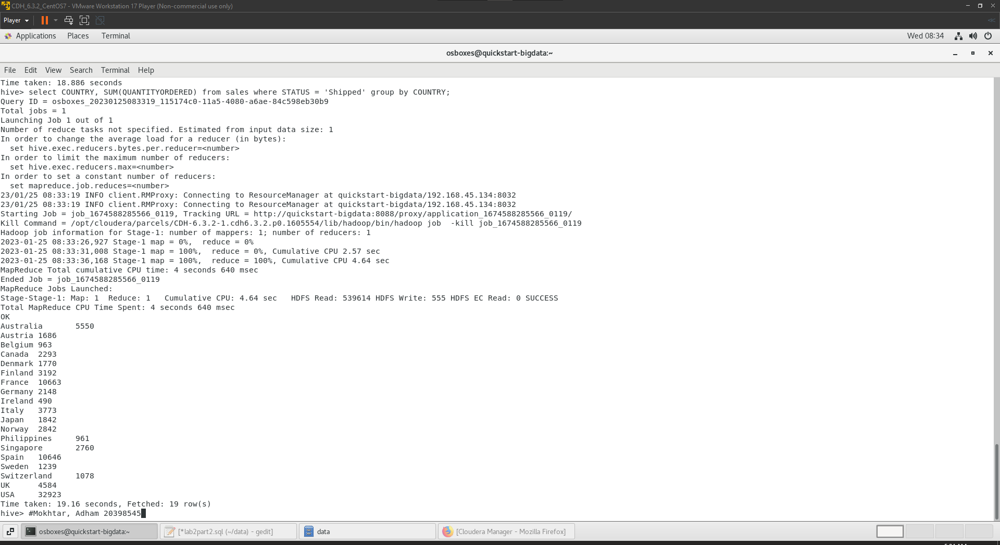 CDH_6.3.2_CentOS7 - VMware Workstation 17 Player (Non-commercial use only)
Player
Applications Places Terminal Wed 08:34
osboxes@quickstart-bigdata:~
File Edit View Search Terminal Help
Time taken: 18.886 seconds
hive> select COUNTRY, SUM(QUANTITYORDERED) from sales where STATUS = 'Shipped' group by COUNTRY;
Query ID = osboxes_20230125083319_115174c0-11a5-4080-a6ae-84c598eb30b9
Total jobs = 1
Launching Job 1 out of 1
Number of reduce tasks not specified. Estimated from input data size: 1
In order to change the average load for a reducer (in bytes):
  set hive.exec.reducers.bytes.per.reducer=<number>
In order to limit the maximum number of reducers:
  set hive.exec.reducers.max=<number>
In order to set a constant number of reducers:
  set mapreduce.job.reduces=<number>
23/01/25 08:33:19 INFO client.RMProxy: Connecting to ResourceManager at quickstart-bigdata/192.168.45.134:8032
23/01/25 08:33:19 INFO client.RMProxy: Connecting to ResourceManager at quickstart-bigdata/192.168.45.134:8032
Starting Job = job_1674588285566_0119, Tracking URL = http://quickstart-bigdata:8088/proxy/application_1674588285566_0119/
Kill Command = /opt/cloudera/parcels/CDH-6.3.2-1.cdh6.3.2.p0.1605554/lib/hadoop/bin/hadoop job  -kill job_1674588285566_0119
Hadoop job information for Stage-1: number of mappers: 1; number of reducers: 1
2023-01-25 08:33:26,927 Stage-1 map = 0%,  reduce = 0%
2023-01-25 08:33:31,008 Stage-1 map = 100%,  reduce = 0%, Cumulative CPU 2.57 sec
2023-01-25 08:33:36,168 Stage-1 map = 100%,  reduce = 100%, Cumulative CPU 4.64 sec
MapReduce Total cumulative CPU time: 4 seconds 640 msec
Ended Job = job_1674588285566_0119
MapReduce Jobs Launched:
Stage-Stage-1: Map: 1  Reduce: 1   Cumulative CPU: 4.64 sec   HDFS Read: 539614 HDFS Write: 555 HDFS EC Read: 0 SUCCESS
Total MapReduce CPU Time Spent: 4 seconds 640 msec
OK
Australia 5550
Austria 1686
Belgium 963
Canada 2293
Denmark 1770
Finland 3192
France 10663
Germany 2148
Ireland 490
Italy 3773
Japan 1842
Norway 2842
Philippines 961
Singapore 2760
Spain 10646
Sweden 1239
Switzerland 1078
UK 4584
USA 32923
Time taken: 19.16 seconds, Fetched: 19 row(s)
hive> #Mokhtar, Adham 20398545
osboxes@quickstart-bigdata:~ [*lab2part2.sql (~/data) - gedit] data [Cloudera Manager - Mozilla Firefox]